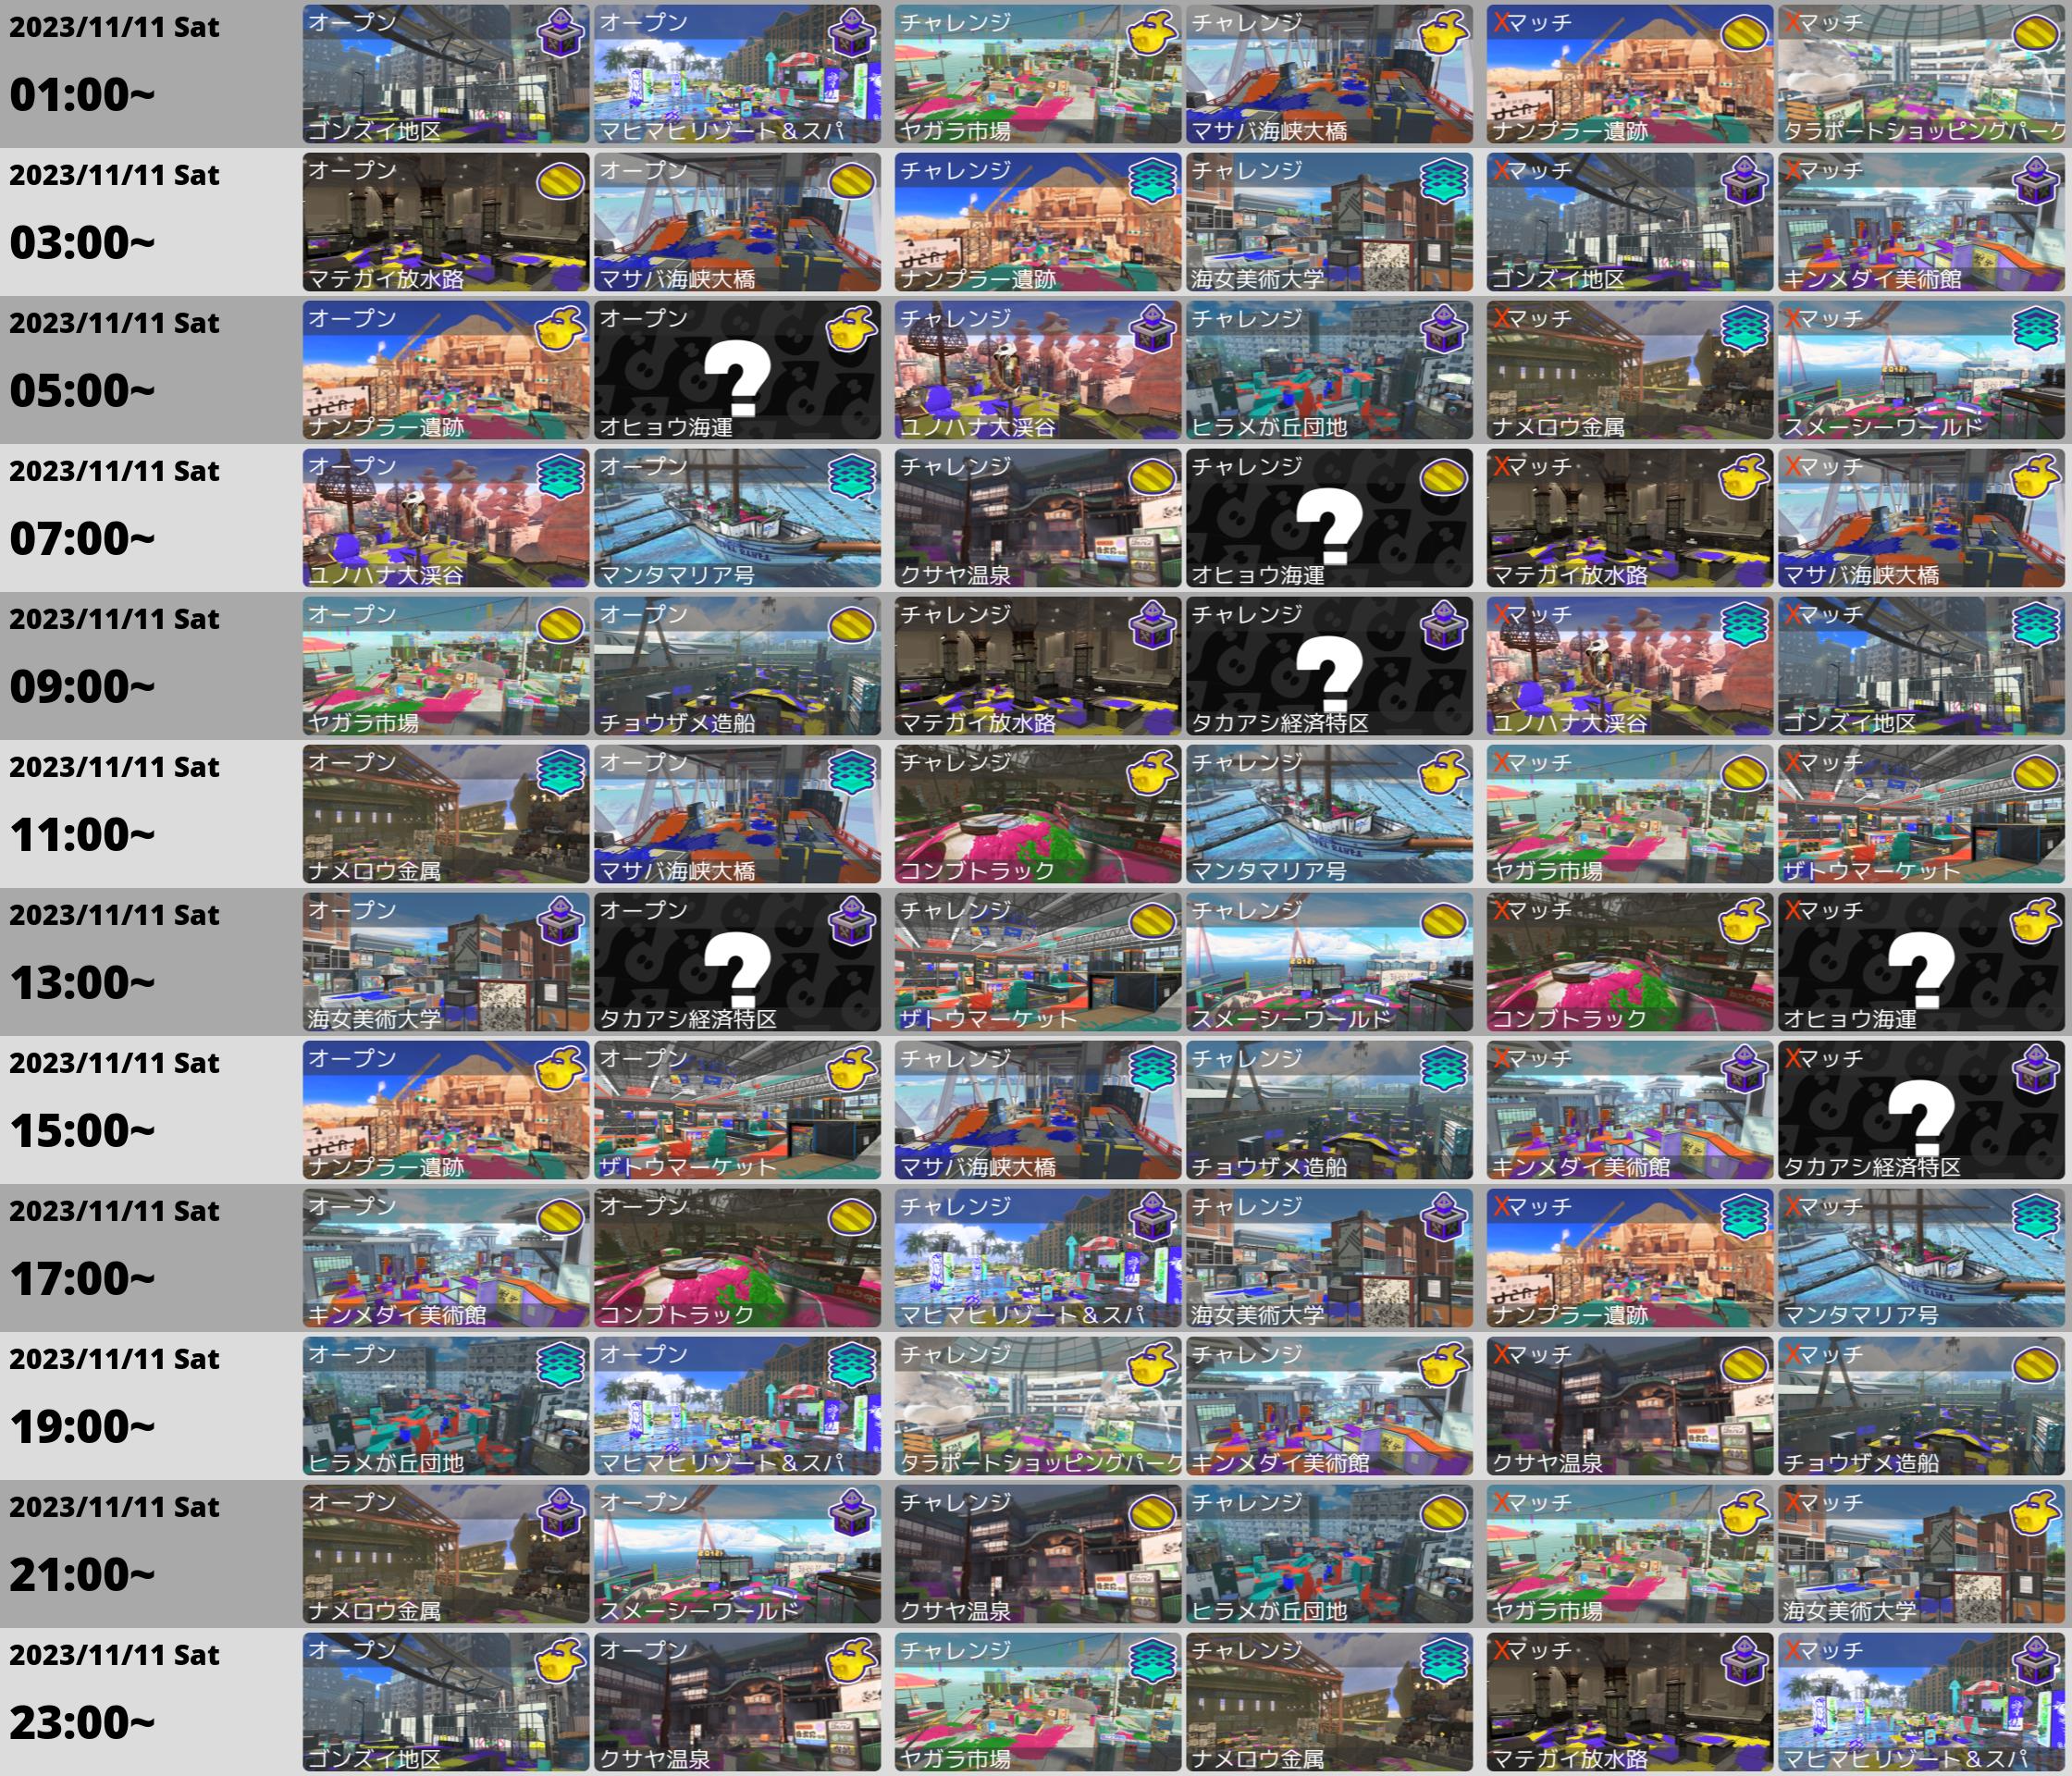 2023/11/11 Sat
01:00~
オープン
ゴンズイ地区
オープン
マヒマヒリゾート＆スパ
チャレンジ
ヤガラ市場
チャレンジ
マサバ海峡大橋
Xマッチ
ナンプラー遺跡
Xマッチ
タラポートショッピングパーク
2023/11/11 Sat
03:00~
オープン
マテガイ放水路
オープン
マサバ海峡大橋
チャレンジ
ナンプラー遺跡
チャレンジ
海女美術大学
Xマッチ
ゴンズイ地区
Xマッチ
キンメダイ美術館
2023/11/11 Sat
05:00~
オープン
ナンプラー遺跡
オープン
?
オヒョウ海運
チャレンジ
ユノハナ大渓谷
チャレンジ
ヒラメが丘団地
Xマッチ
ナメロウ金属
Xマッチ
スメーシーワールド
2023/11/11 Sat
07:00~
オープン
ユノハナ大渓谷
オープン
マンタマリア号
チャレンジ
クサヤ温泉
チャレンジ
?
オヒョウ海運
Xマッチ
マテガイ放水路
Xマッチ
マサバ海峡大橋
2023/11/11 Sat
09:00~
オープン
ヤガラ市場
オープン
チョウザメ造船
チャレンジ
マテガイ放水路
チャレンジ
?
タカアシ経済特区
Xマッチ
ユノハナ大渓谷
Xマッチ
ゴンズイ地区
2023/11/11 Sat
11:00~
オープン
ナメロウ金属
オープン
マサバ海峡大橋
チャレンジ
コンブトラック
チャレンジ
マンタマリア号
Xマッチ
ヤガラ市場
Xマッチ
ザトウマーケット
2023/11/11 Sat
13:00~
オープン
海女美術大学
オープン
?
タカアシ経済特区
チャレンジ
ザトウマーケット
チャレンジ
スメーシーワールド
Xマッチ
コンブトラック
Xマッチ
?
オヒョウ海運
2023/11/11 Sat
15:00~
オープン
ナンプラー遺跡
オープン
ザトウマーケット
チャレンジ
マサバ海峡大橋
チャレンジ
チョウザメ造船
Xマッチ
キンメダイ美術館
Xマッチ
?
タカアシ経済特区
2023/11/11 Sat
17:00~
オープン
キンメダイ美術館
オープン
コンブトラック
チャレンジ
マヒマヒリゾート＆スパ
チャレンジ
海女美術大学
Xマッチ
ナンプラー遺跡
Xマッチ
マンタマリア号
2023/11/11 Sat
19:00~
オープン
ヒラメが丘団地
オープン
マヒマヒリゾート＆スパ
チャレンジ
タラポートショッピングパーク
チャレンジ
キンメダイ美術館
Xマッチ
クサヤ温泉
Xマッチ
チョウザメ造船
2023/11/11 Sat
21:00~
オープン
ナメロウ金属
オープン
スメーシーワールド
チャレンジ
クサヤ温泉
チャレンジ
ヒラメが丘団地
Xマッチ
ヤガラ市場
Xマッチ
海女美術大学
2023/11/11 Sat
23:00~
オープン
ゴンズイ地区
オープン
クサヤ温泉
チャレンジ
ヤガラ市場
チャレンジ
ナメロウ金属
Xマッチ
マテガイ放水路
Xマッチ
マヒマヒリゾート＆スパ